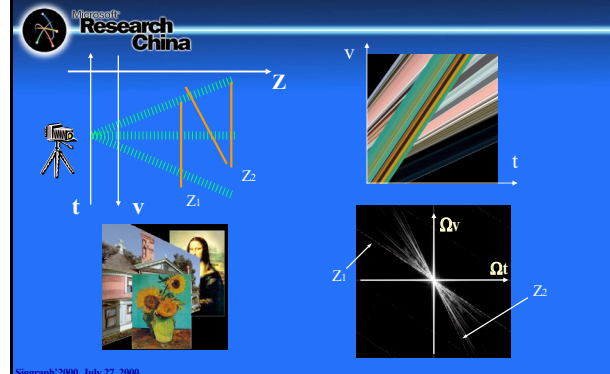 Microsoft
Research
China
Z
Z2
Z1
t v
v
t
Ωv
Ωt
Z1
Z2
Siggraph'2000, July 27, 2000